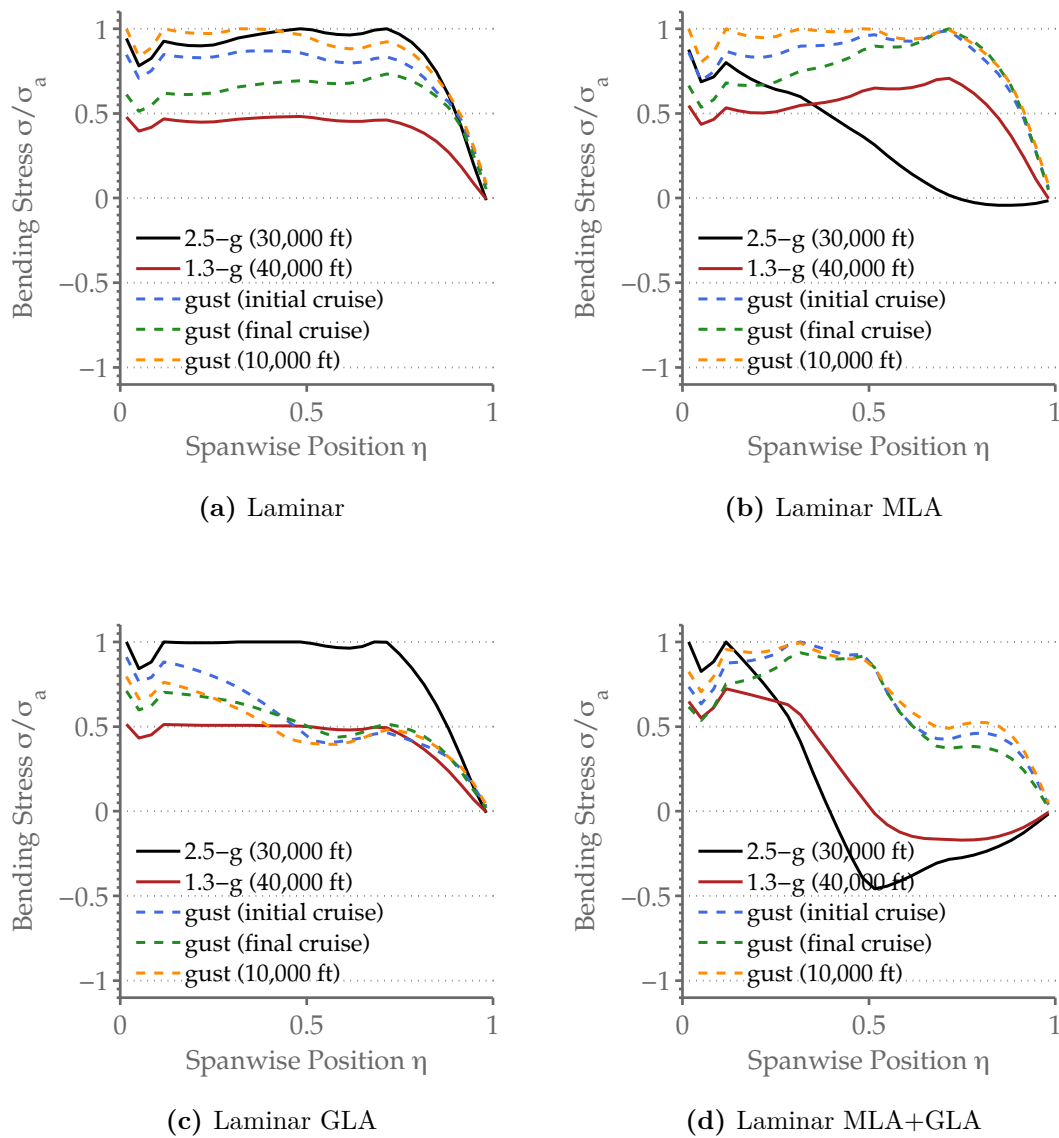 1
0.5
0
−0.5
−1
Bending Stress σ/σa
2.5−g (30,000 ft)
1.3−g (40,000 ft)
gust (initial cruise)
gust (final cruise)
gust (10,000 ft)
0
0.5
1
Spanwise Position η
(a) Laminar
1
0.5
0
−0.5
−1
Bending Stress σ/σa
2.5−g (30,000 ft)
1.3−g (40,000 ft)
gust (initial cruise)
gust (final cruise)
gust (10,000 ft)
0
0.5
1
Spanwise Position η
(b) Laminar MLA
1
0.5
0
−0.5
−1
Bending Stress σ/σa
2.5−g (30,000 ft)
1.3−g (40,000 ft)
gust (initial cruise)
gust (final cruise)
gust (10,000 ft)
0
0.5
1
Spanwise Position η
(c) Laminar GLA
1
0.5
0
−0.5
−1
Bending Stress σ/σa
2.5−g (30,000 ft)
1.3−g (40,000 ft)
gust (initial cruise)
gust (final cruise)
gust (10,000 ft)
0
0.5
1
Spanwise Position η
(d) Laminar MLA+GLA